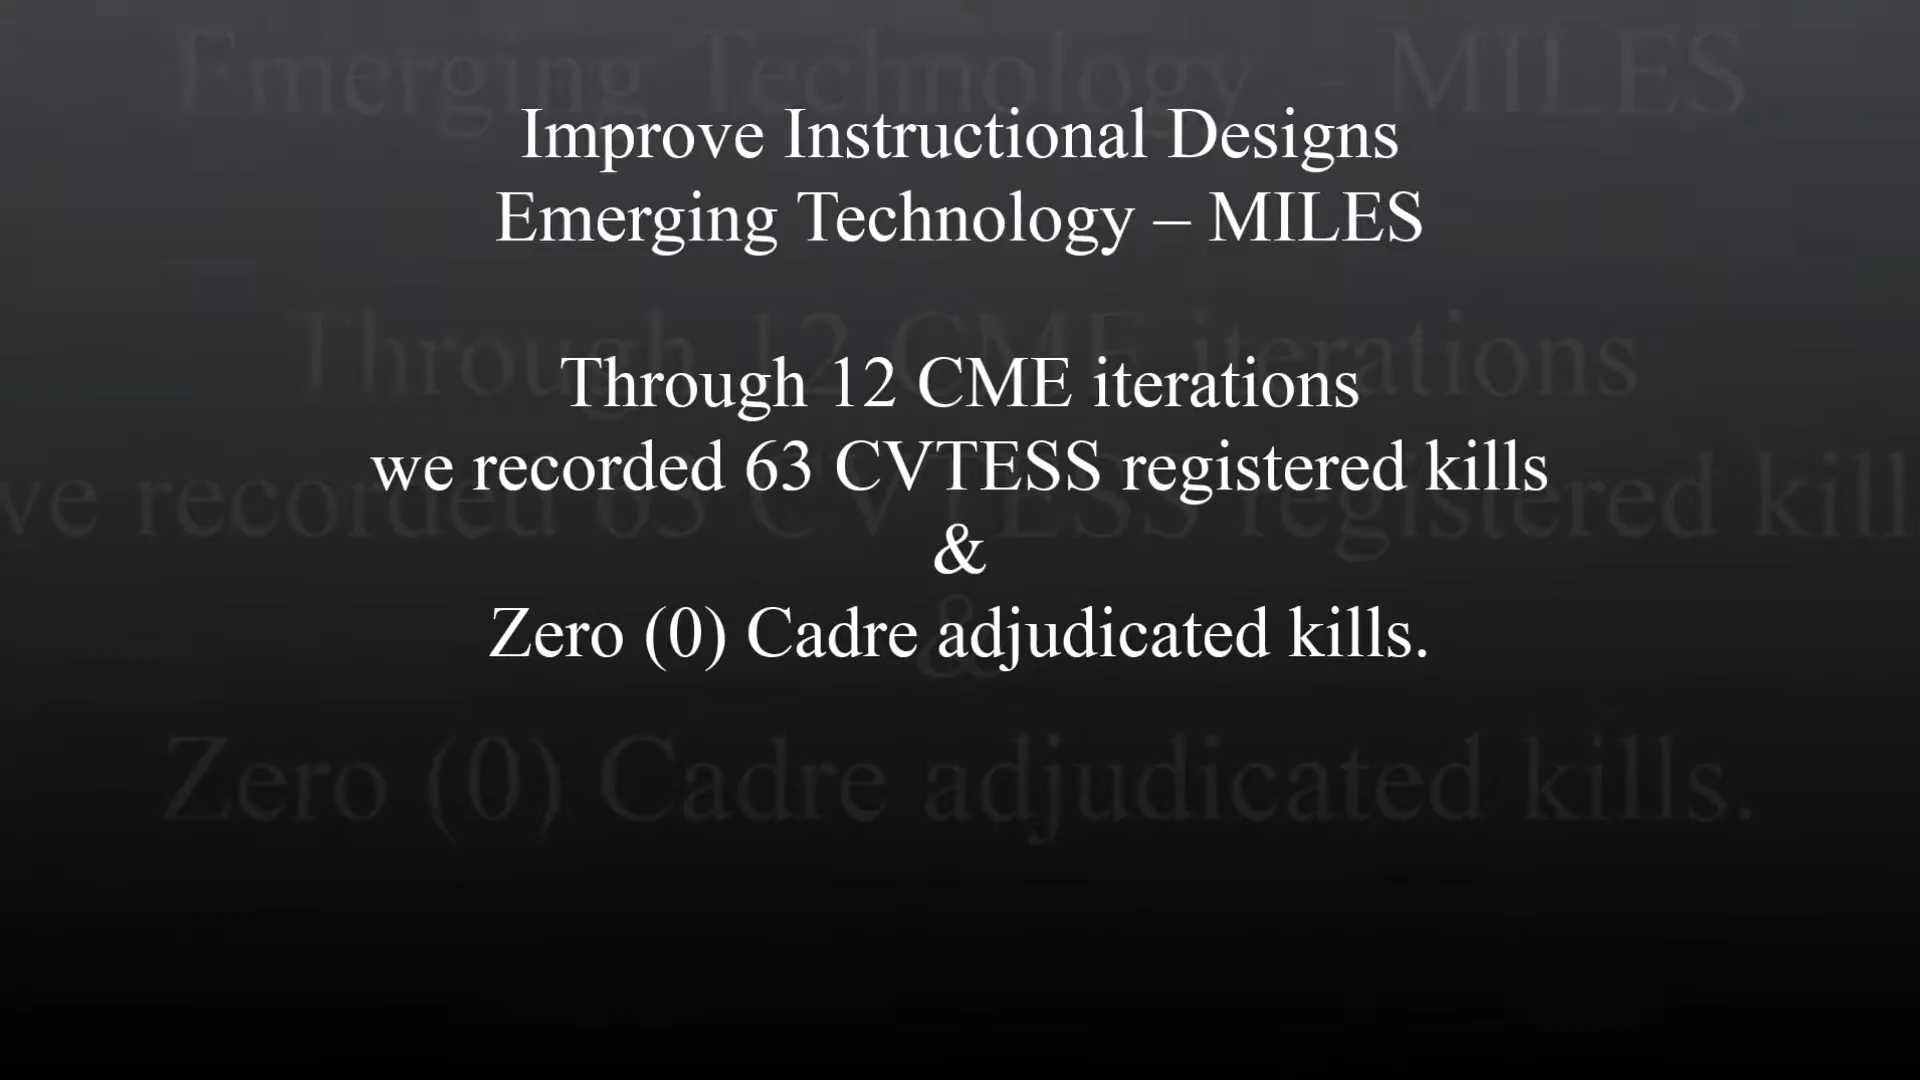 Improve Instructional Designs
Emerging Technology – MILES
Through 12 CME iterations
we recorded 63 CVTESS registered kills
&
Zero (0) Cadre adjudicated kills.